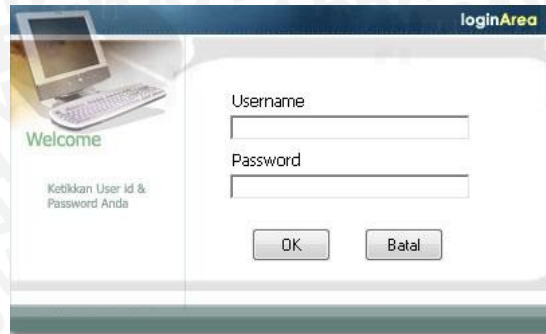 loginArea
Username
Welcome
Password
Ketikkan User id &
Password Anda
OK Batal